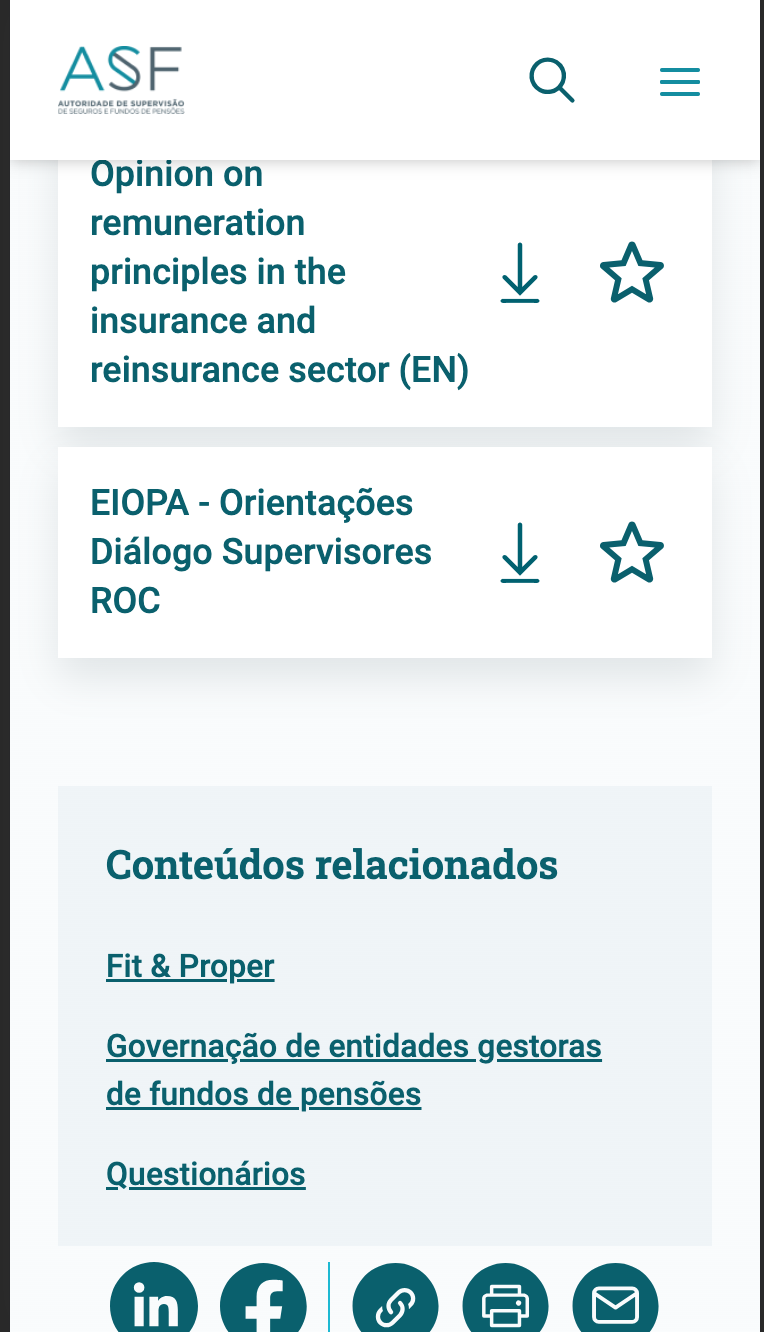 ASF
AUTORIDADE DE SUPERVISÃO
DE SEGUROS E FUNDOS DE PENSÕES
Opinion on
remuneration
principles in the
insurance and
reinsurance sector (EN)
EIOPA - Orientações
Diálogo Supervisores
ROC
Conteúdos relacionados
Fit & Proper
Governação de entidades gestoras
de fundos de pensões
Questionários
in
f